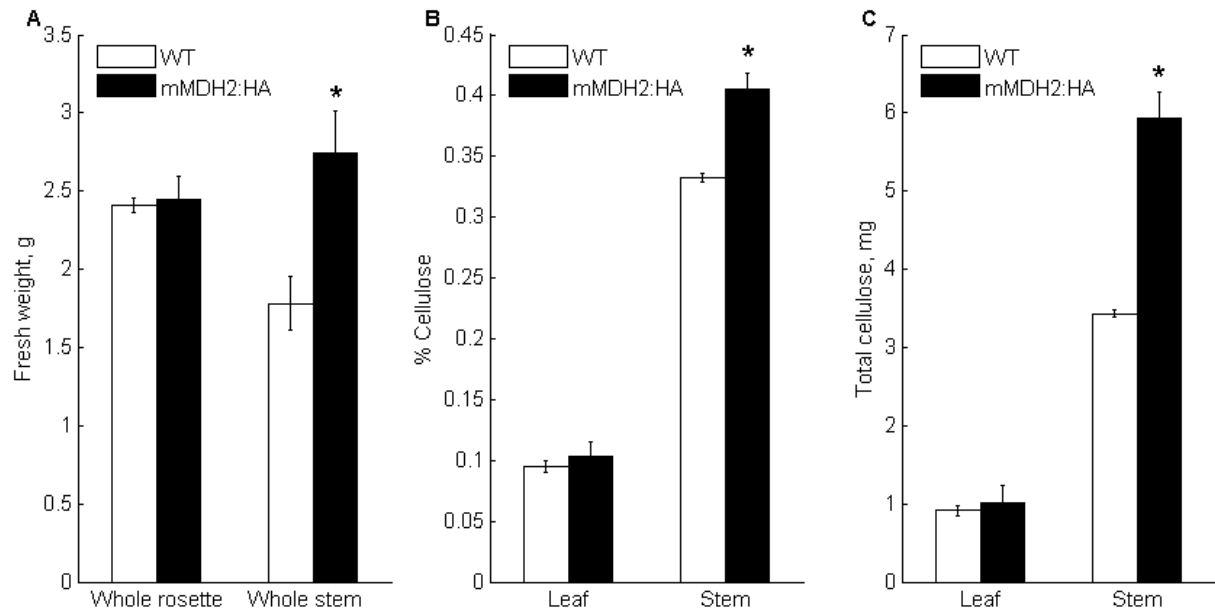 A
Fresh weight, g
3.5
3
2.5
2
1.5
1
0.5
0
WT
mMDH2:HA
*
Whole rosette
Whole stem
B
% Cellulose
0.45
0.4
0.35
0.3
0.25
0.2
0.15
0.1
0.05
0
WT
mMDH2:HA
*
Leaf
Stem
C
Total cellulose, mg
7
6
5
4
3
2
1
0
WT
mMDH2:HA
*
Leaf
Stem